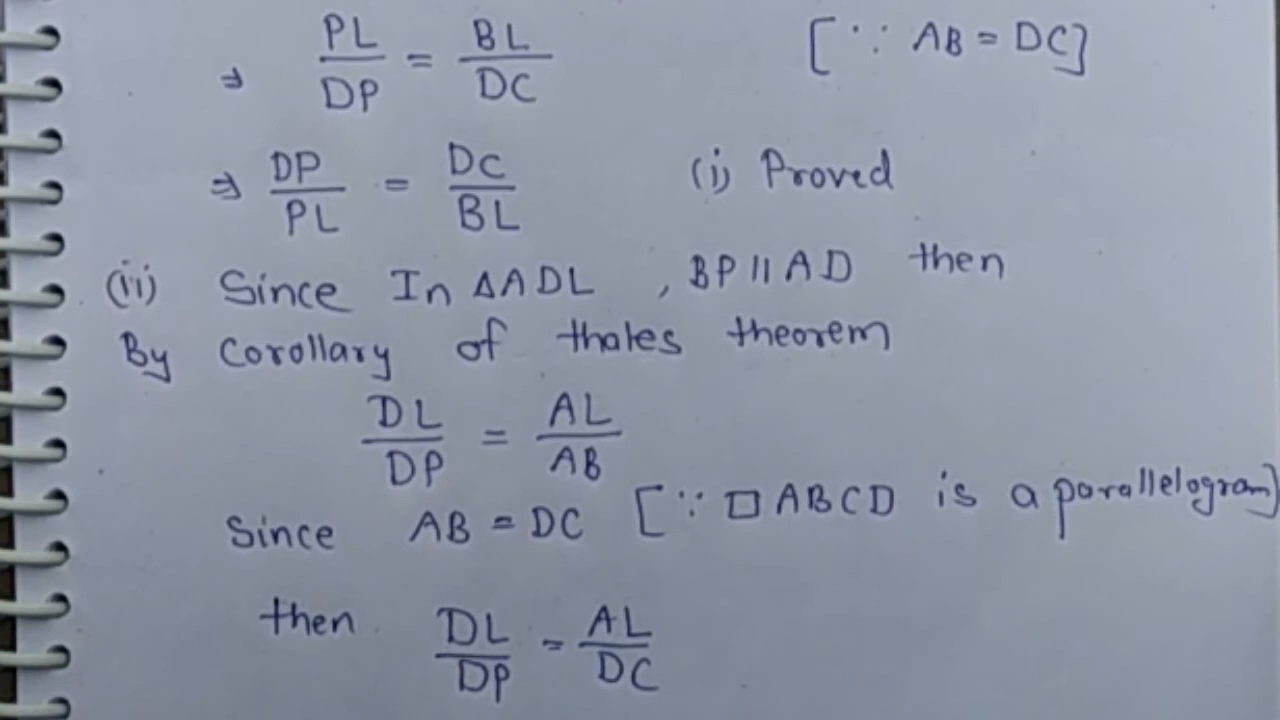 ⇒ PL/DP = BL/DC [∵ AB = DC]
⇒ DP/PL = DC/BL (i) Proved
(ii) Since In ΔADL , BP || AD then
By Corollary of thales theorem
DL/DP = AL/AB
Since AB = DC [∵ □ ABCD is a parallelogram]
then DL/DP = AL/DC